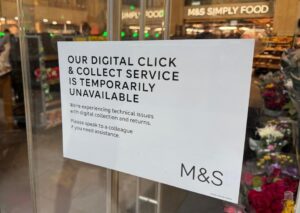 M&S SIMPLY FOOD
OUR DIGITAL CLICK
& COLLECT SERVICE
IS TEMPORARILY
UNAVAILABLE
We're experiencing technical issues
with digital collection and returns.
Please speak to a colleague
if you need assistance.
M&S